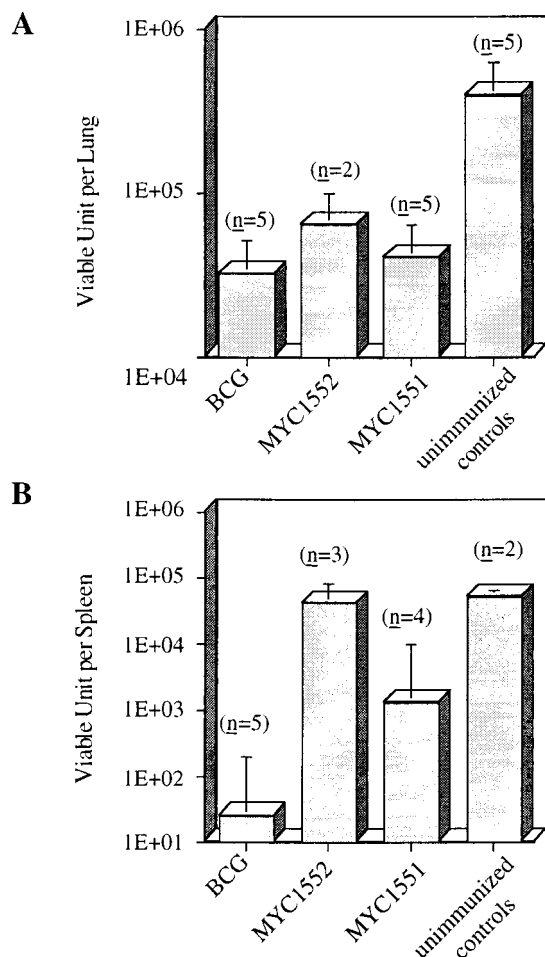 A
Viable Unit per Lung
1E+06
1E+05
1E+04
(n=5)
(n=2)
(n=5)
(n=5)
BCG
MYC1552
MYC1551
unimmunized
controls
B
Viable Unit per Spleen
1E+06
1E+05
1E+04
1E+03
1E+02
1E+01
(n=5)
(n=3)
(n=4)
(n=2)
BCG
MYC1552
MYC1551
unimmunized
controls